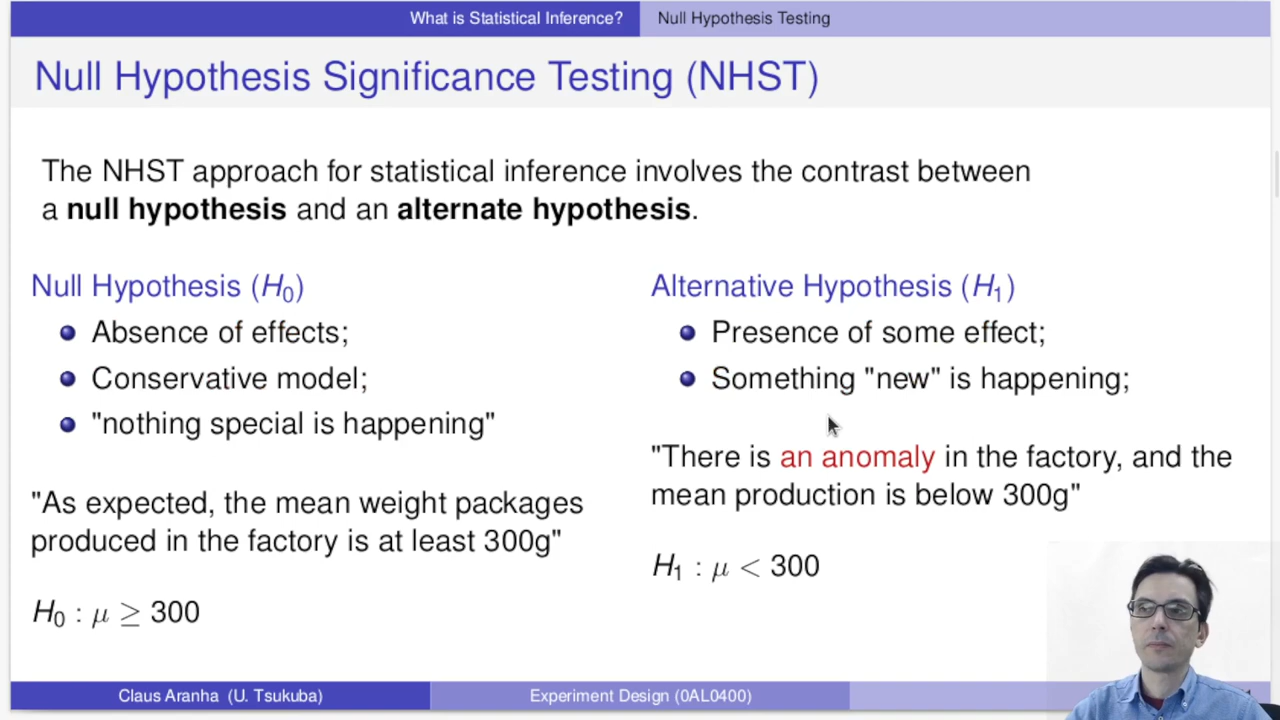 What is Statistical Inference? Null Hypothesis Testing
Null Hypothesis Significance Testing (NHST)
The NHST approach for statistical inference involves the contrast between
a null hypothesis and an alternate hypothesis.
Null Hypothesis (H₀)
Absence of effects;
Conservative model;
"nothing special is happening"
"As expected, the mean weight packages
produced in the factory is at least 300g"
H₀ : μ ≥ 300
Alternative Hypothesis (H₁)
Presence of some effect;
Something "new" is happening;
"There is an anomaly in the factory, and the
mean production is below 300g"
H₁ : μ < 300
Claus Aranha (U. Tsukuba) Experiment Design (0AL0400)